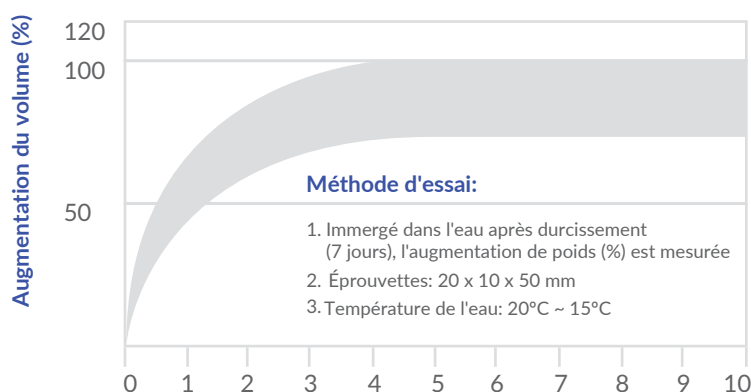 Augmentation du volume (%)
120
100
50
Méthode d'essai:
1. Immergé dans l'eau après durcissement
(7 jours), l'augmentation de poids (%) est mesurée
2. Éprouvettes: 20 x 10 x 50 mm
3. Température de l'eau: 20°C ~ 15°C
0 1 2 3 4 5 6 7 8 9 10